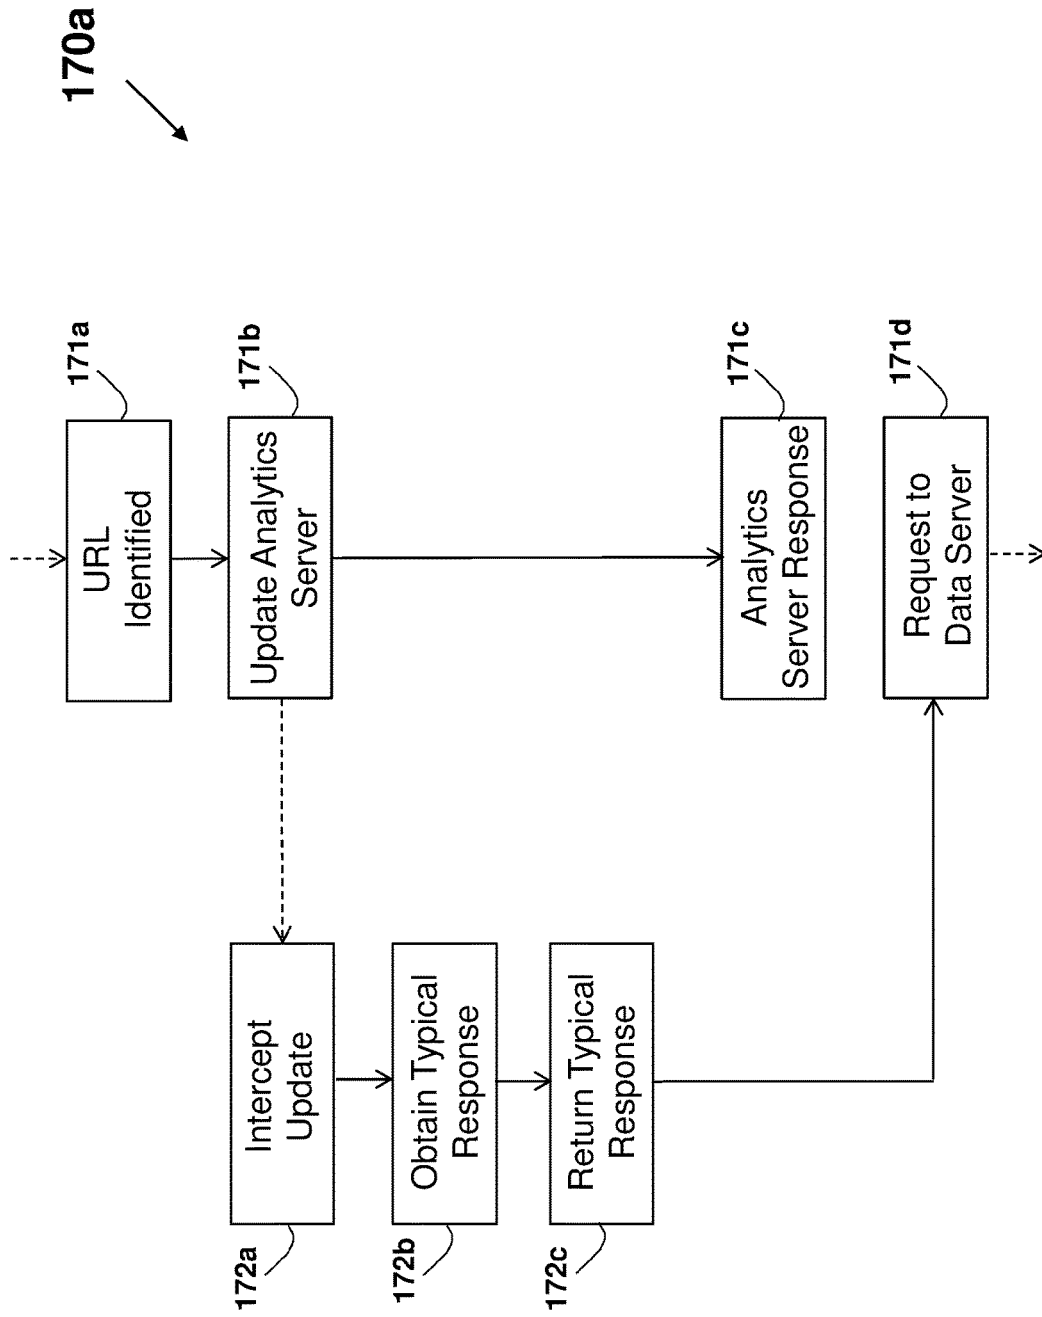 170a
171a
URL
Identified
171b
Update Analytics
Server
171c
Analytics
Server Response
171d
Request to
Data Server
172a
Intercept
Update
172b
Obtain Typical
Response
172c
Return Typical
Response